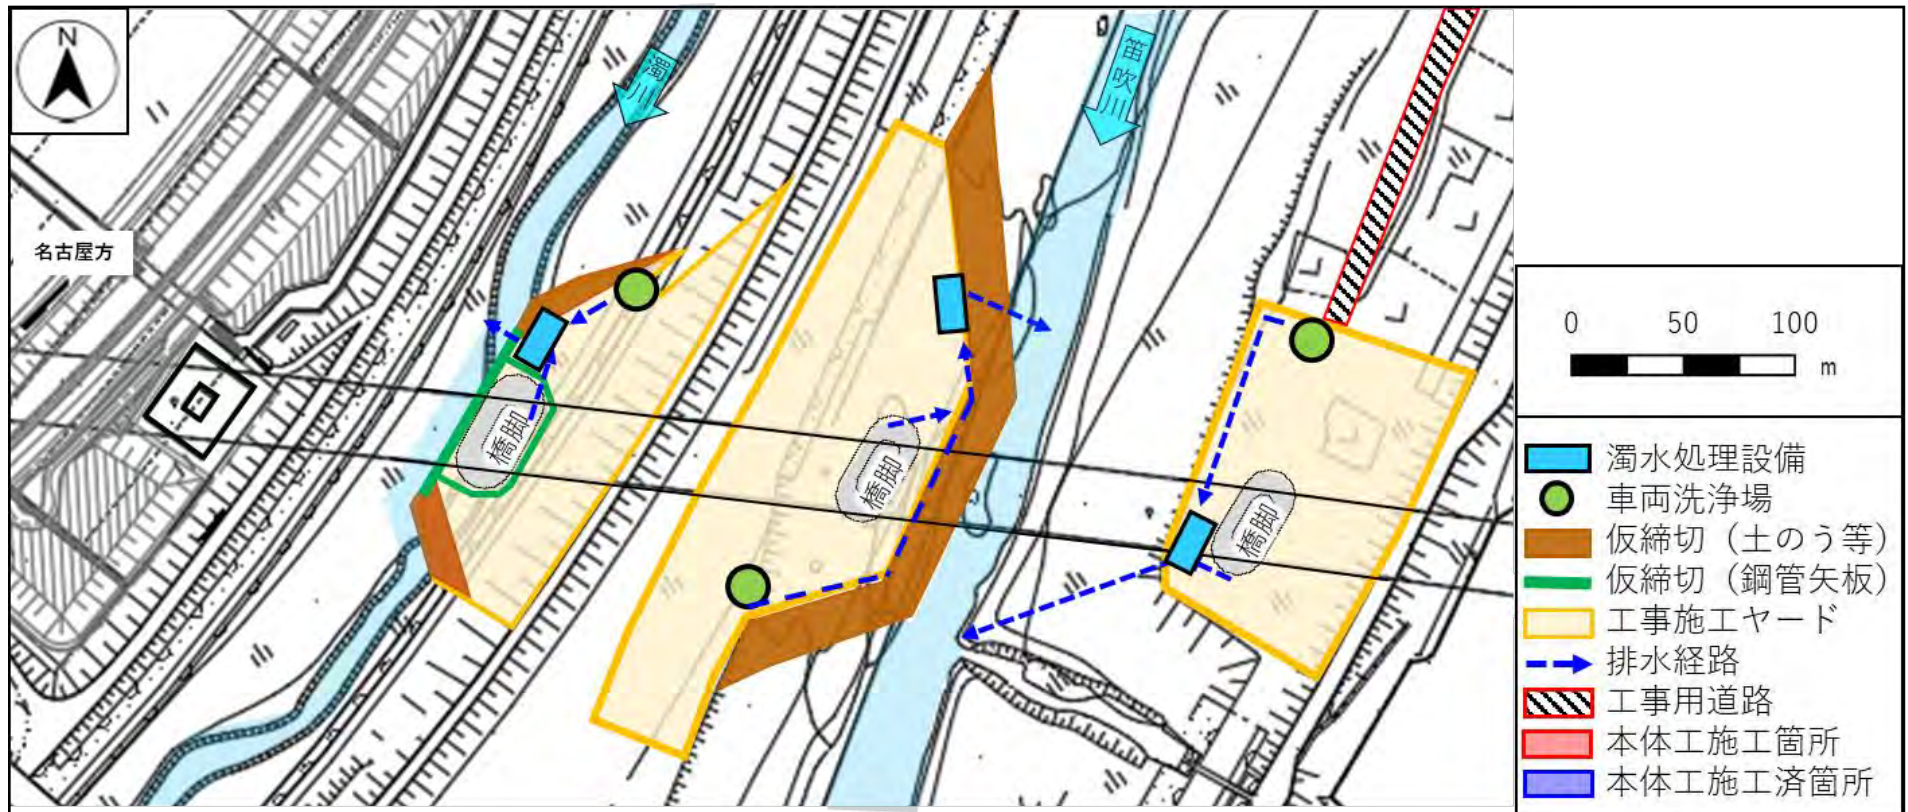 N
濁川
笛吹川
名古屋方
橋脚
橋脚
橋脚
0 50 100
m
濁水処理設備
車両洗浄場
仮締切（土のう等）
仮締切（鋼管矢板）
工事施工ヤード
排水経路
工事用道路
本体工施工箇所
本体工施工済箇所